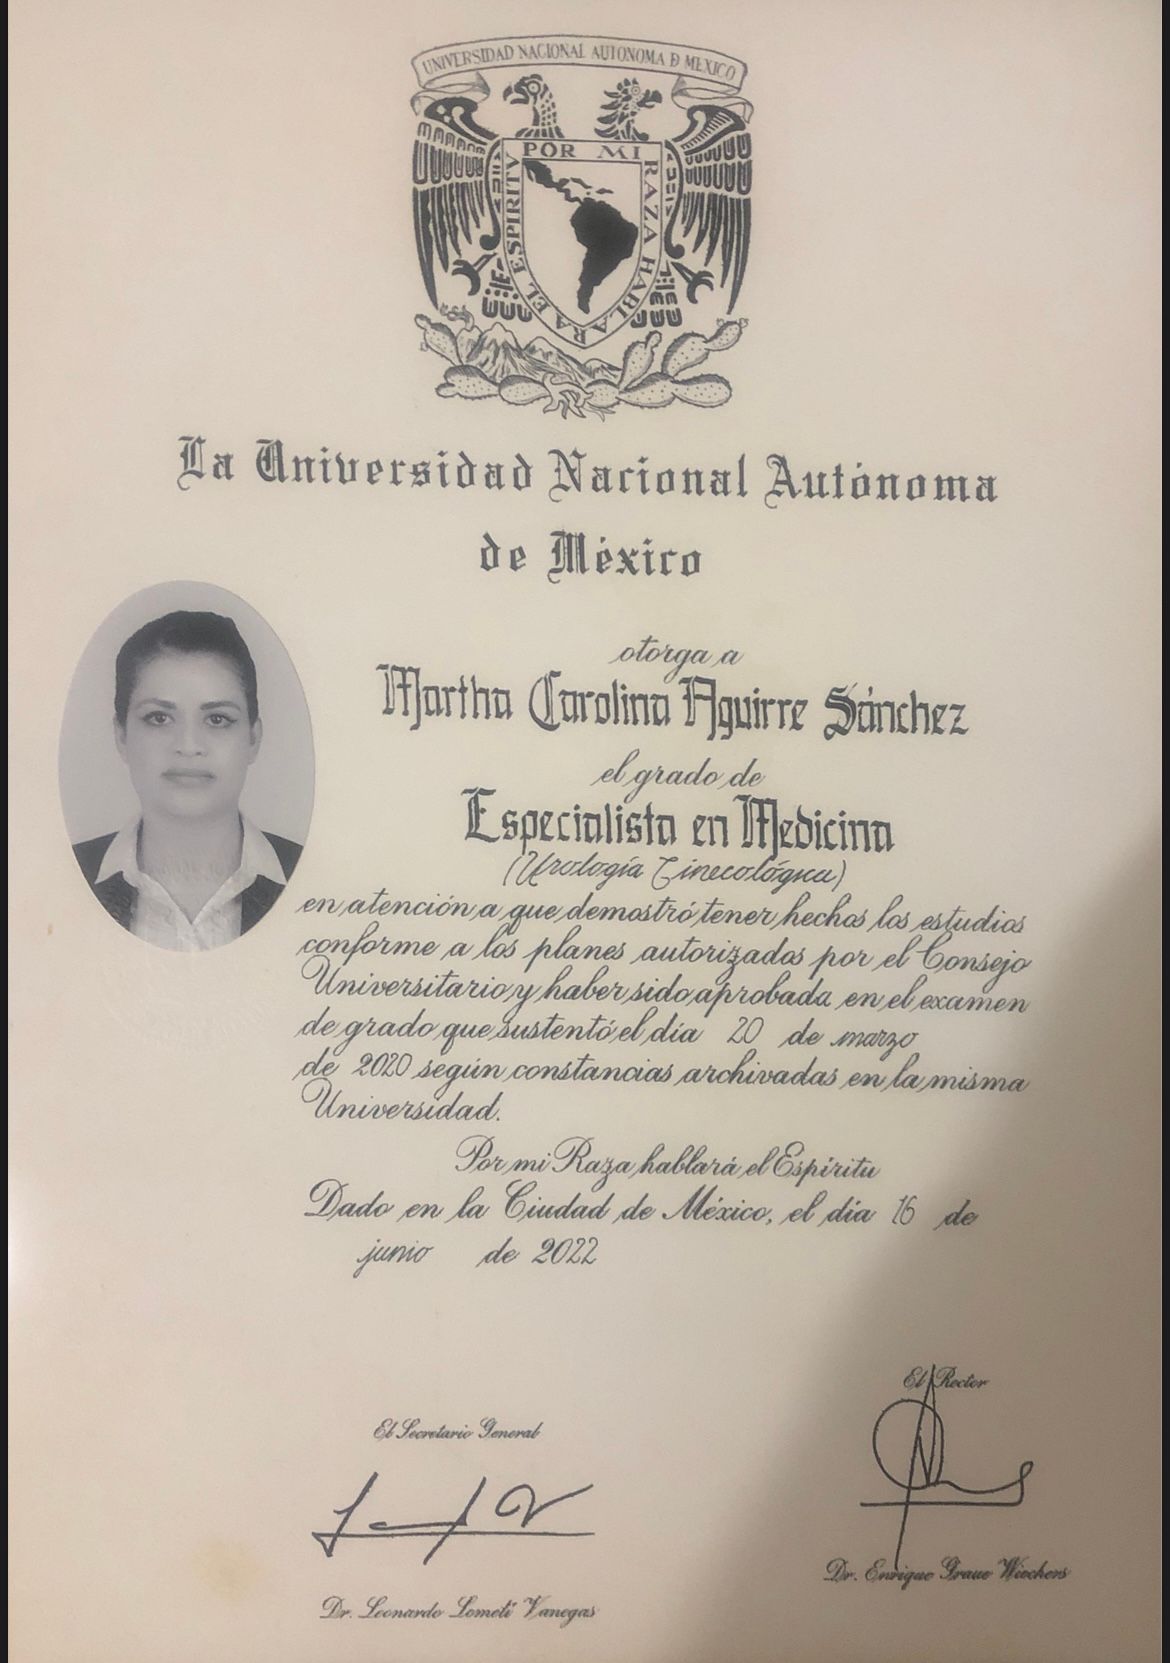 UNIVERSIDAD NACIONAL AUTONOMA D MEXICO
POR MI RAZA HABLARA EL ESPIRITU
La Universidad Nacional Autónoma
de México
otorga a
Martha Carolina Aguirre Sánchez
el grado de
Especialista en Medicina
(Urología Ginecológica)
en atención a que demostró tener hechos los estudios
conforme a los planes autorizados por el Consejo
Universitario y haber sido aprobada en el examen
de grado que sustentó el día 20 de marzo
de 2020 según constancias archivadas en la misma
Universidad.
Por mi Raza hablará el Espíritu
Dado en la Ciudad de México, el día 16 de
junio de 2022
El Rector
El Secretario General
Dr. Enrique Graue Wiechers
Dr. Leonardo Lomelí Vanegas